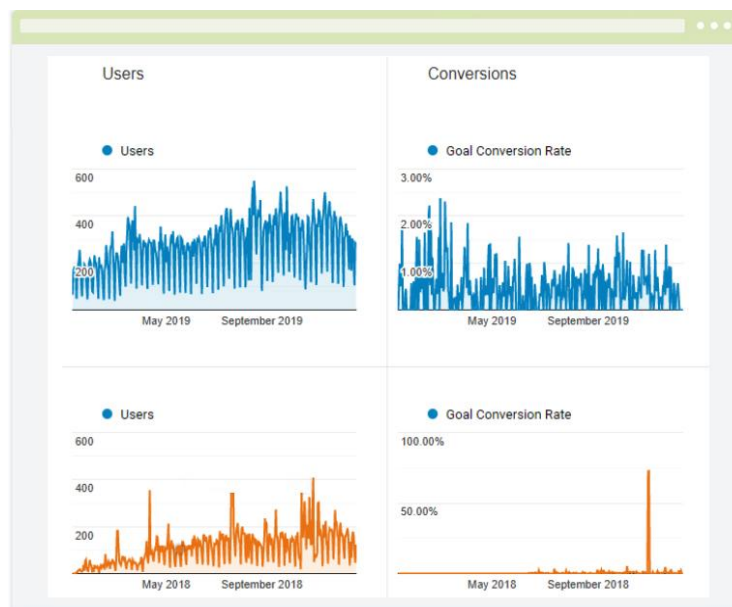 Users
Conversions
Users
600
400
200
May 2019 September 2019
Goal Conversion Rate
3.00%
2.00%
1.00%
May 2019 September 2019
Users
600
400
200
May 2018 September 2018
Goal Conversion Rate
100.00%
50.00%
May 2018 September 2018